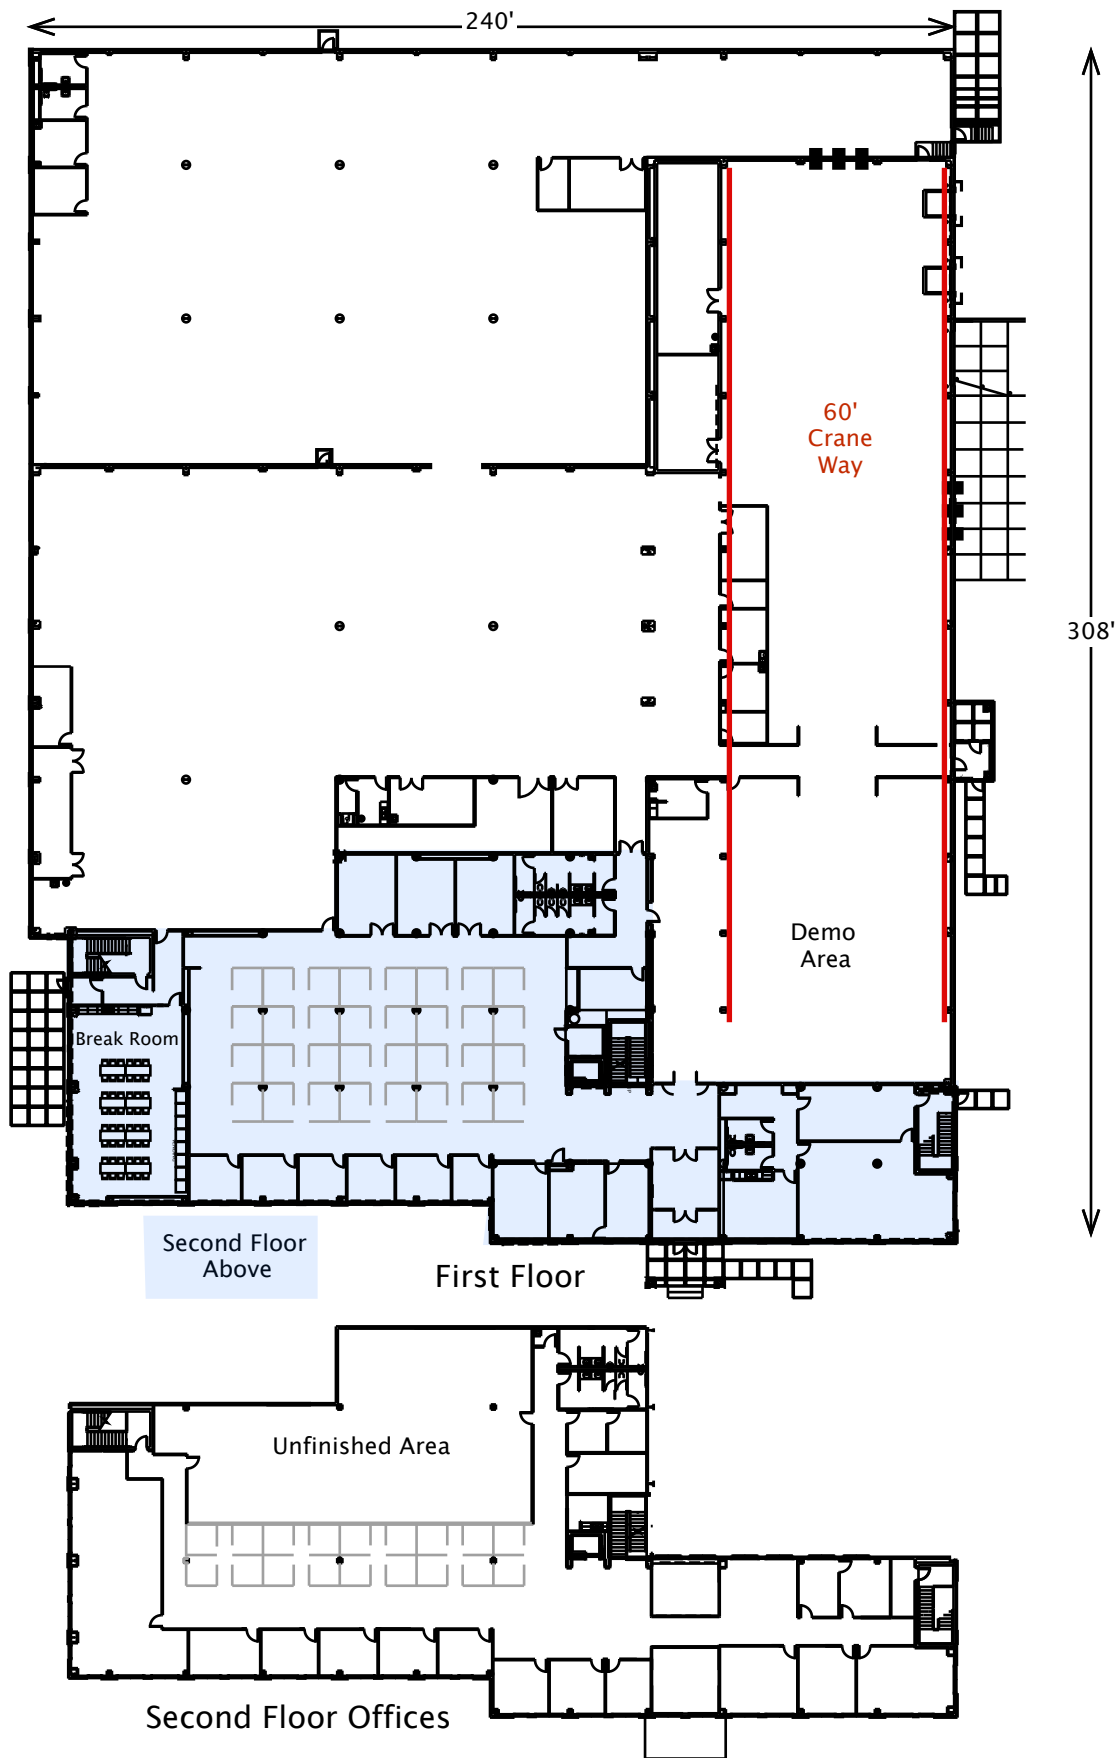 240'
60'
Crane
Way
308'
Demo
Area
Break Room
Second Floor
Above
First Floor
Unfinished Area
Second Floor Offices